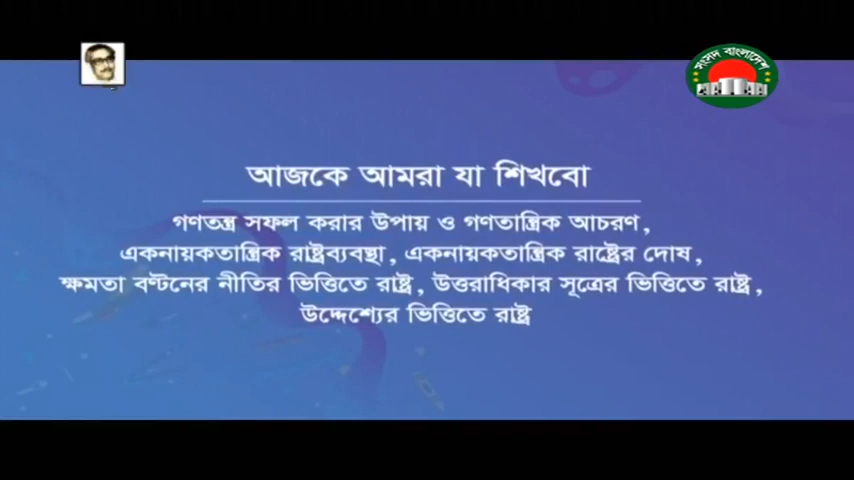 সংসদ বাংলাদেশ
আজকে আমরা যা শিখবো
গণতন্ত্র সফল করার উপায় ও গণতান্ত্রিক আচরণ,
একনায়কতান্ত্রিক রাষ্ট্রব্যবস্থা, একনায়কতান্ত্রিক রাষ্ট্রের দোষ,
ক্ষমতা বণ্টনের নীতির ভিত্তিতে রাষ্ট্র, উত্তরাধিকার সূত্রের ভিত্তিতে রাষ্ট্র,
উদ্দেশ্যের ভিত্তিতে রাষ্ট্র